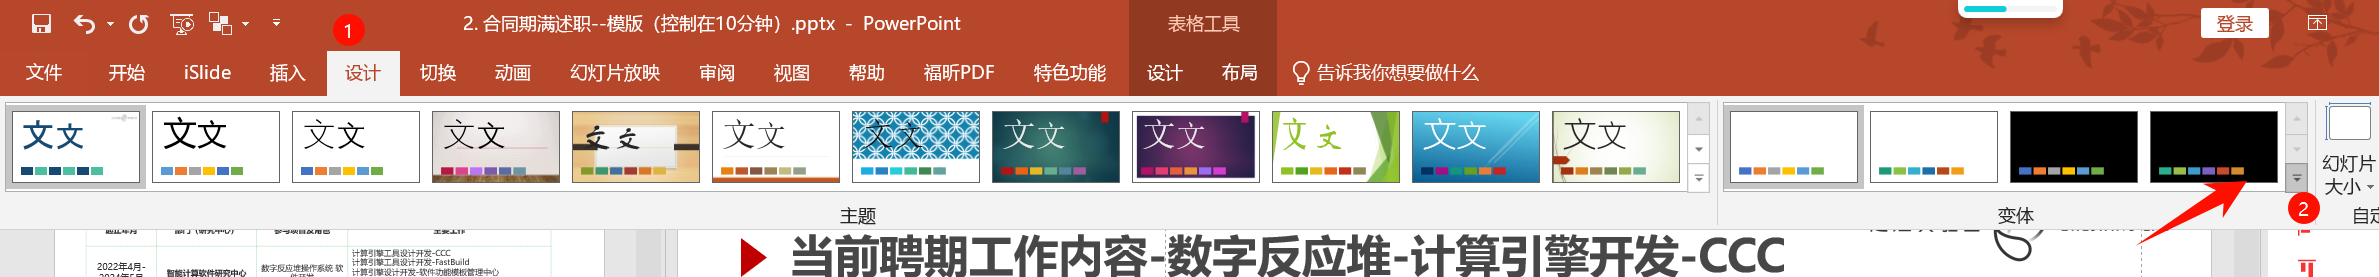 1
2. 合同期满述职--模版（控制在10分钟）.pptx - PowerPoint
表格工具
登录
文件 开始 iSlide 插入 设计 切换 动画 幻灯片放映 审阅 视图 帮助 福昕PDF 特色功能 设计 布局 告诉我你想要做什么
文文 文文 文文 文文 文文 文文 文文 文文 文文 文文 文文 文文
幻灯片
大小
主题
变体
2
当前聘期工作内容-数字反应堆-计算引擎开发-CCC
2022年4月-
智能计算软件研究中心
数字反应堆操作系统 软
计算引擎工具设计开发-CCC
计算引擎工具设计开发-FastBuild
计算引擎设计开发-软件功能模板管理中心